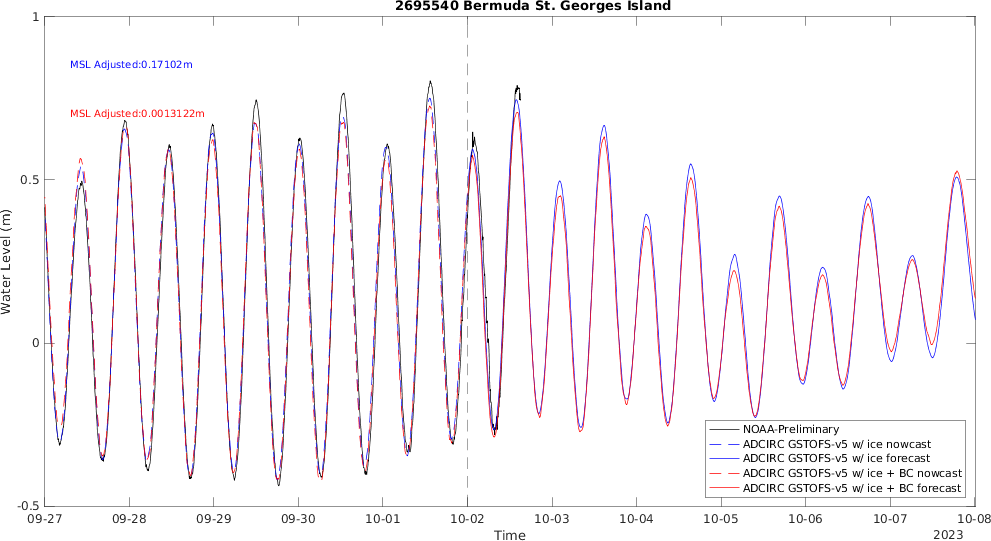 2695540 Bermuda St. Georges Island
1
MSL Adjusted:0.17102m
MSL Adjusted:0.0013122m
0.5
Water Level (m)
0
NOAA-Preliminary
ADCIRC GSTOFS-v5 w/ ice nowcast
ADCIRC GSTOFS-v5 w/ ice forecast
ADCIRC GSTOFS-v5 w/ ice + BC nowcast
ADCIRC GSTOFS-v5 w/ ice + BC forecast
-0.5
09-27 09-28 09-29 09-30 10-01 10-02 10-03 10-04 10-05 10-06 10-07 10-08
Time
2023